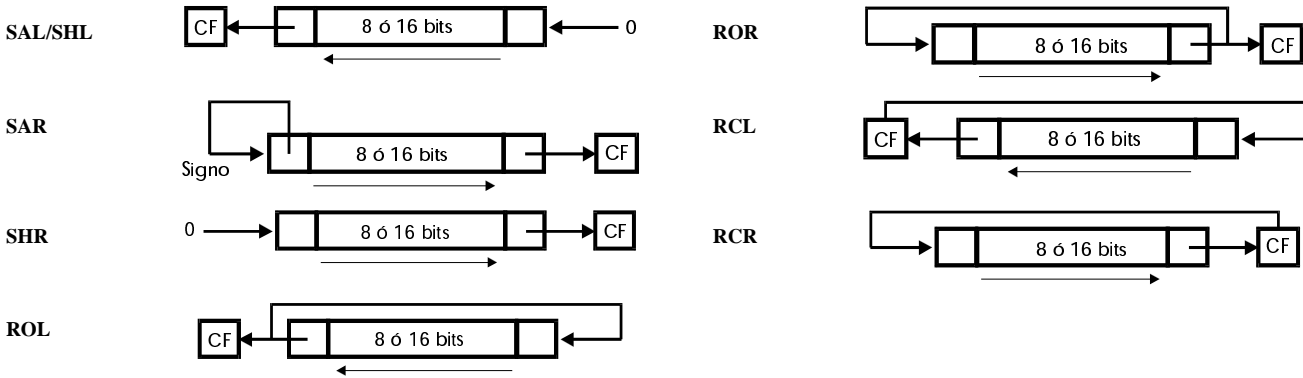 SAL/SHL
CF 8 ó 16 bits 0
SAR
Signo 8 ó 16 bits CF
SHR
0 8 ó 16 bits CF
ROL
CF 8 ó 16 bits
ROR
8 ó 16 bits CF
RCL
CF 8 ó 16 bits
RCR
8 ó 16 bits CF